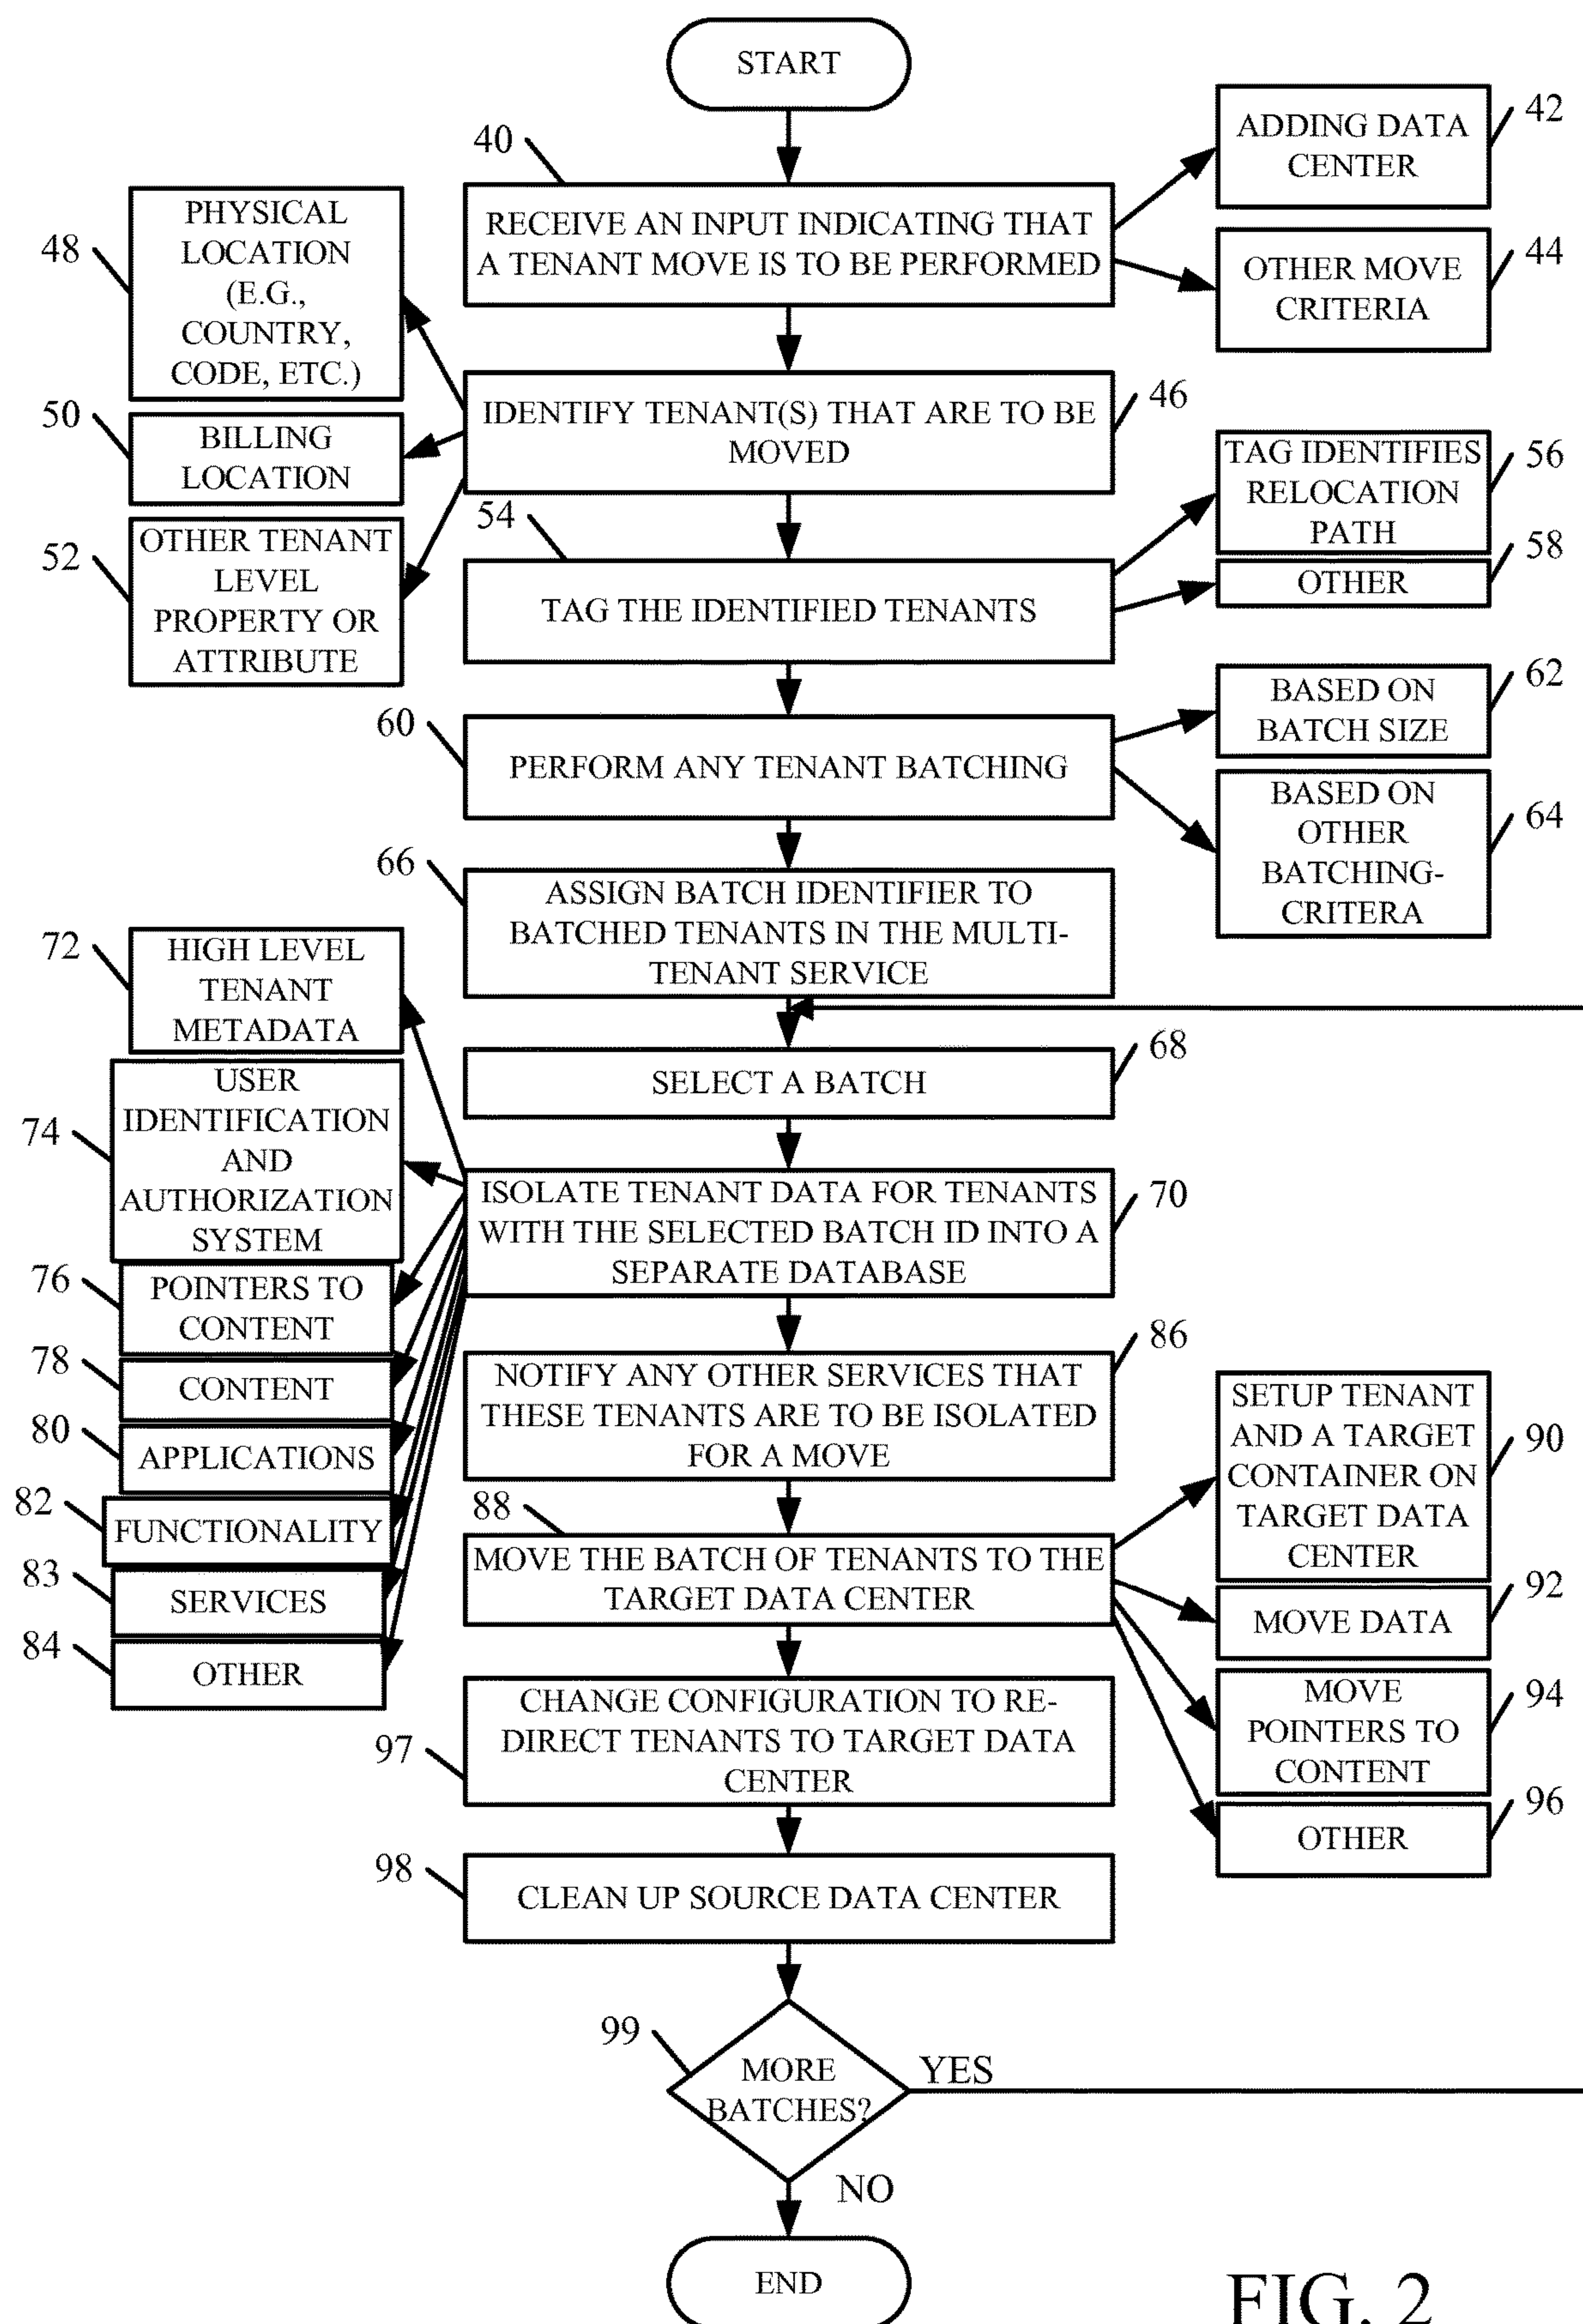 START
40
RECEIVE AN INPUT INDICATING THAT
A TENANT MOVE IS TO BE PERFORMED
ADDING DATA
CENTER
42
OTHER MOVE
CRITERIA
44
48
PHYSICAL
LOCATION
(E.G.,
COUNTRY,
CODE, ETC.)
50
BILLING
LOCATION
52
OTHER TENANT
LEVEL
PROPERTY OR
ATTRIBUTE
IDENTIFY TENANT(S) THAT ARE TO BE
MOVED
46
54
TAG THE IDENTIFIED TENANTS
TAG IDENTIFIES
RELOCATION
PATH
56
OTHER
58
60
PERFORM ANY TENANT BATCHING
BASED ON
BATCH SIZE
62
BASED ON
OTHER
BATCHING-
CRITERA
64
66
ASSIGN BATCH IDENTIFIER TO
BATCHED TENANTS IN THE MULTI-
TENANT SERVICE
SELECT A BATCH
68
72
HIGH LEVEL
TENANT
METADATA
74
USER
IDENTIFICATION
AND
AUTHORIZATION
SYSTEM
76
POINTERS TO
CONTENT
78
CONTENT
80
APPLICATIONS
82
FUNCTIONALITY
83
SERVICES
84
OTHER
ISOLATE TENANT DATA FOR TENANTS
WITH THE SELECTED BATCH ID INTO A
SEPARATE DATABASE
70
NOTIFY ANY OTHER SERVICES THAT
THESE TENANTS ARE TO BE ISOLATED
FOR A MOVE
86
88
MOVE THE BATCH OF TENANTS TO THE
TARGET DATA CENTER
SETUP TENANT
AND A TARGET
CONTAINER ON
TARGET DATA
CENTER
90
MOVE DATA
92
MOVE
POINTERS TO
CONTENT
94
OTHER
96
97
CHANGE CONFIGURATION TO RE-
DIRECT TENANTS TO TARGET DATA
CENTER
98
CLEAN UP SOURCE DATA CENTER
99
MORE
BATCHES?
YES
NO
END
FIG. 2